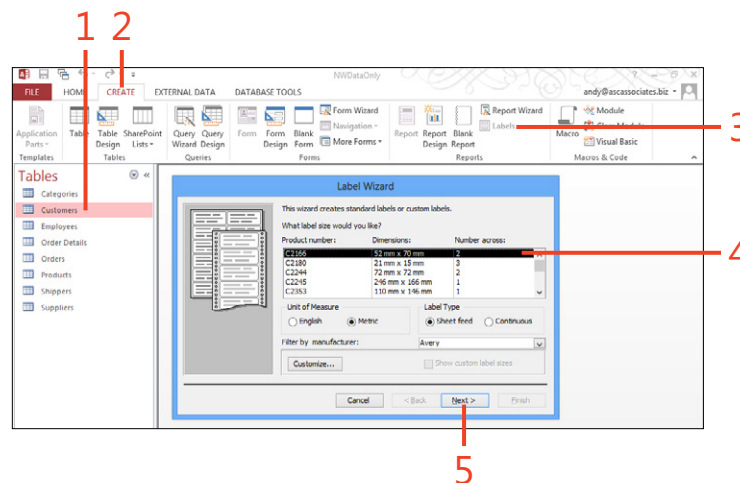 1 2
NWDataOnly
? - X
FILE HOME CREATE EXTERNAL DATA DATABASE TOOLS andy@ascassociates.biz
Application Parts
Table
Table Design
SharePoint Lists
Query Wizard
Query Design
Form
Form Design
Blank Form
Form Wizard
Navigation
More Forms
Report
Report Design
Blank Report
Report Wizard
Labels
Macro
Module
Class Module
Visual Basic
Templates Tables Queries Forms Reports Macros & Code
3
Tables
Categories
Customers
Employees
Order Details
Orders
Products
Shippers
Suppliers
Label Wizard
This wizard creates standard labels or custom labels.
What label size would you like?
Product number: Dimensions: Number across:
C2166 52 mm x 70 mm 2
C2180 21 mm x 15 mm 3
C2244 72 mm x 72 mm 2
C2245 246 mm x 166 mm 1
C2353 110 mm x 146 mm 1
4
Unit of Measure Label Type
English Metric Sheet feed Continuous
Filter by manufacturer: Avery
Customize... Show custom label sizes
Cancel < Back Next > Finish
5